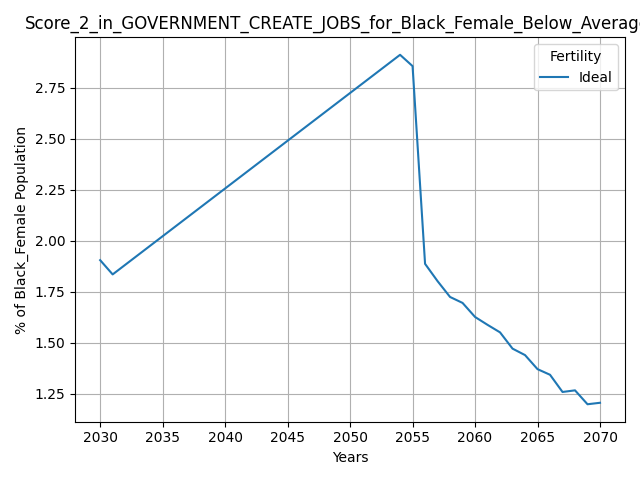 Score_2_in_GOVERNMENT_CREATE_JOBS_for_Black_Female_Below_Average
Fertility
Ideal
% of Black_Female Population
2.75
2.50
2.25
2.00
1.75
1.50
1.25
2030 2035 2040 2045 2050 2055 2060 2065 2070
Years